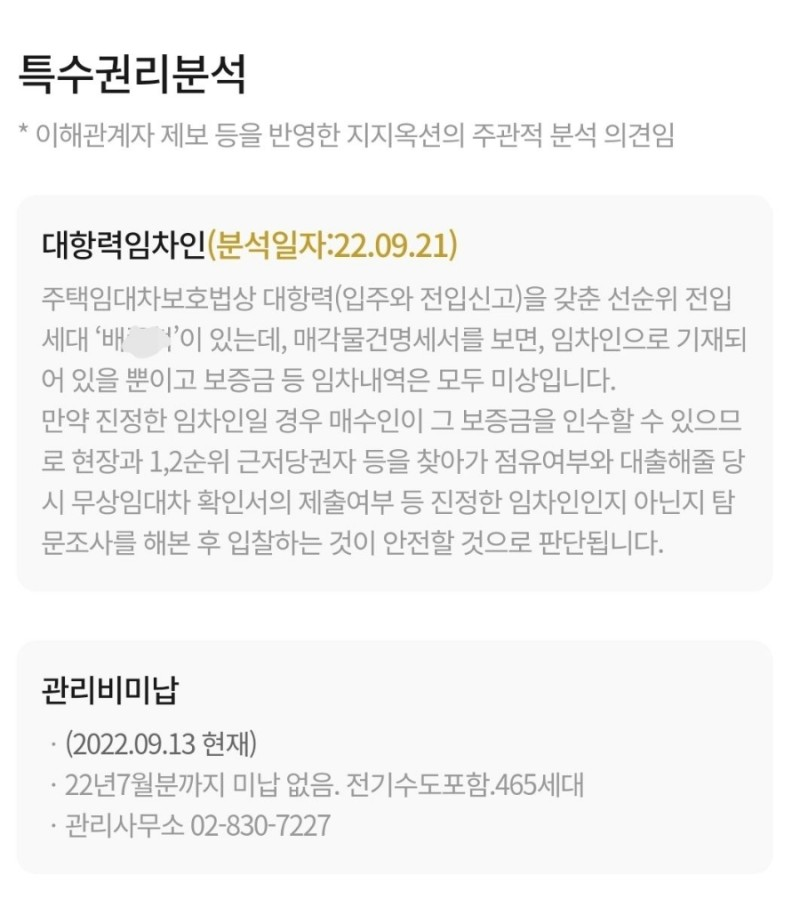 특수권리분석
* 이해관계자 제보 등을 반영한 지지옥션의 주관적 분석 의견임
대항력임차인(분석일자:22.09.21)
주택임대차보호법상 대항력(입주와 전입신고)을 갖춘 선순위 전입
세대 ‘배’이 있는데, 매각물건명세서를 보면, 임차인으로 기재되
어 있을 뿐이고 보증금 등 임차내역은 모두 미상입니다.
만약 진정한 임차인일 경우 매수인이 그 보증금을 인수할 수 있으므
로 현장과 1,2순위 근저당권자 등을 찾아가 점유여부와 대출해줄 당
시 무상임대차 확인서의 제출여부 등 진정한 임차인인지 아닌지 탐
문조사를 해본 후 입찰하는 것이 안전할 것으로 판단됩니다.
관리비미납
· (2022.09.13 현재)
· 22년7월분까지 미납 없음. 전기수도포함.465세대
· 관리사무소 02-830-7227